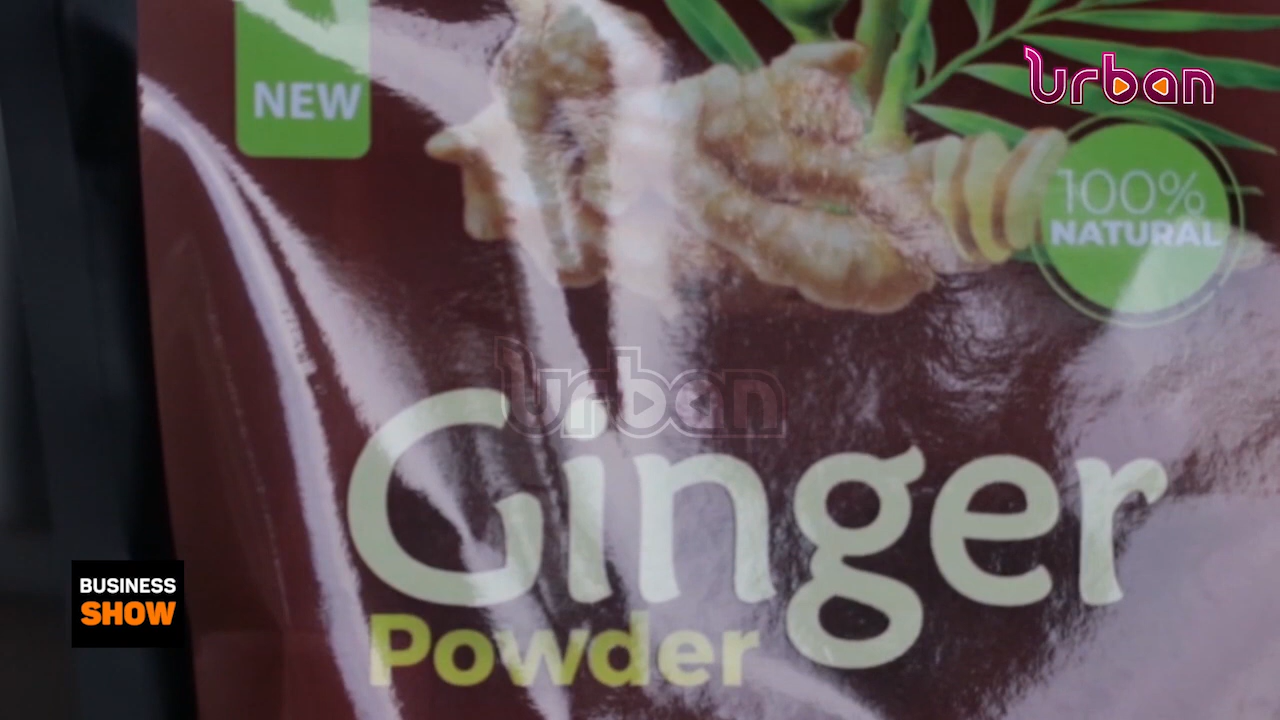 NEW
Urban
100%
NATURAL
Urban
Ginger
Powder
BUSINESS
SHOW